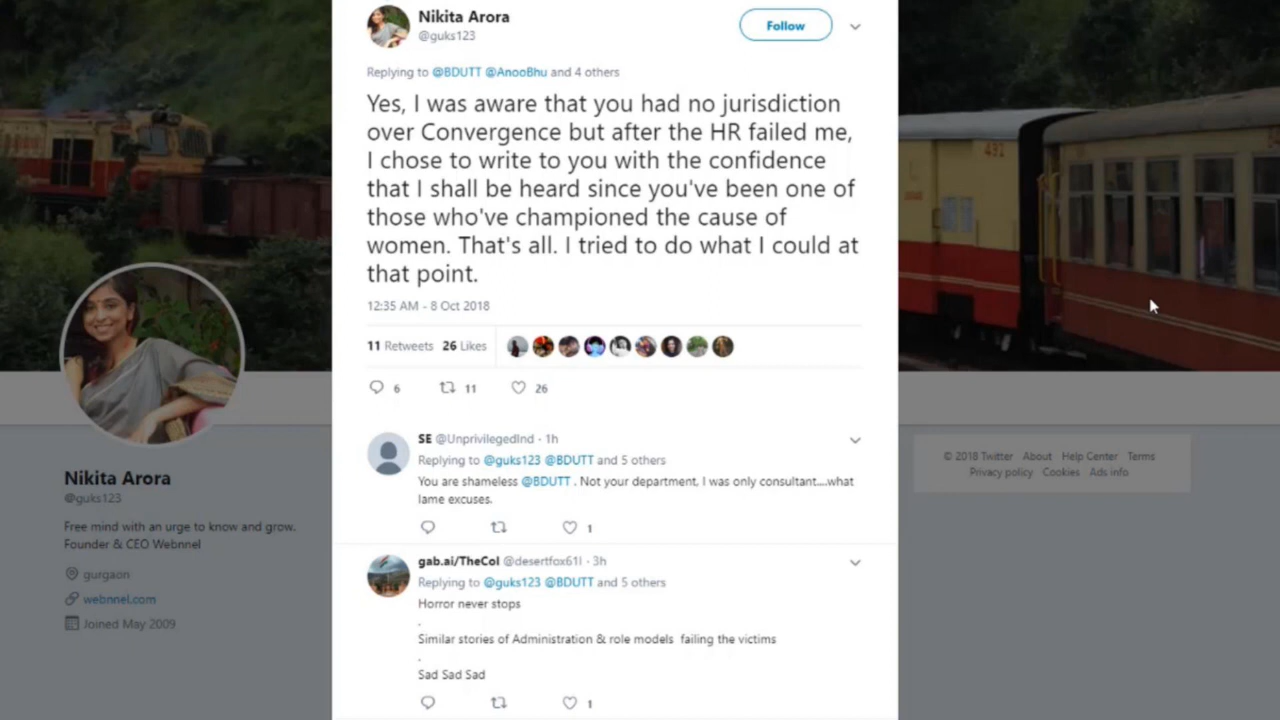 Nikita Arora
@guks123
Follow
Replying to @BDUTT @AnooBhu and 4 others
Yes, I was aware that you had no jurisdiction
over Convergence but after the HR failed me,
I chose to write to you with the confidence
that I shall be heard since you've been one of
those who've championed the cause of
women. That's all. I tried to do what I could at
that point.
12:35 AM - 8 Oct 2018
11 Retweets 26 Likes
6 11 26
SE @UnprivilegedInd · 1h
Replying to @guks123 @BDUTT and 5 others
You are shameless @BDUTT . Not your department, I was only consultant....what
lame excuses.
1
gab.ai/TheCol @desertfox61I · 3h
Replying to @guks123 @BDUTT and 5 others
Horror never stops
.
Similar stories of Administration & role models failing the victims
.
Sad Sad Sad
1
Nikita Arora
@guks123
Free mind with an urge to know and grow.
Founder & CEO Webnnel
gurgaon
webnnel.com
Joined May 2009
431
© 2018 Twitter About Help Center Terms
Privacy policy Cookies Ads info